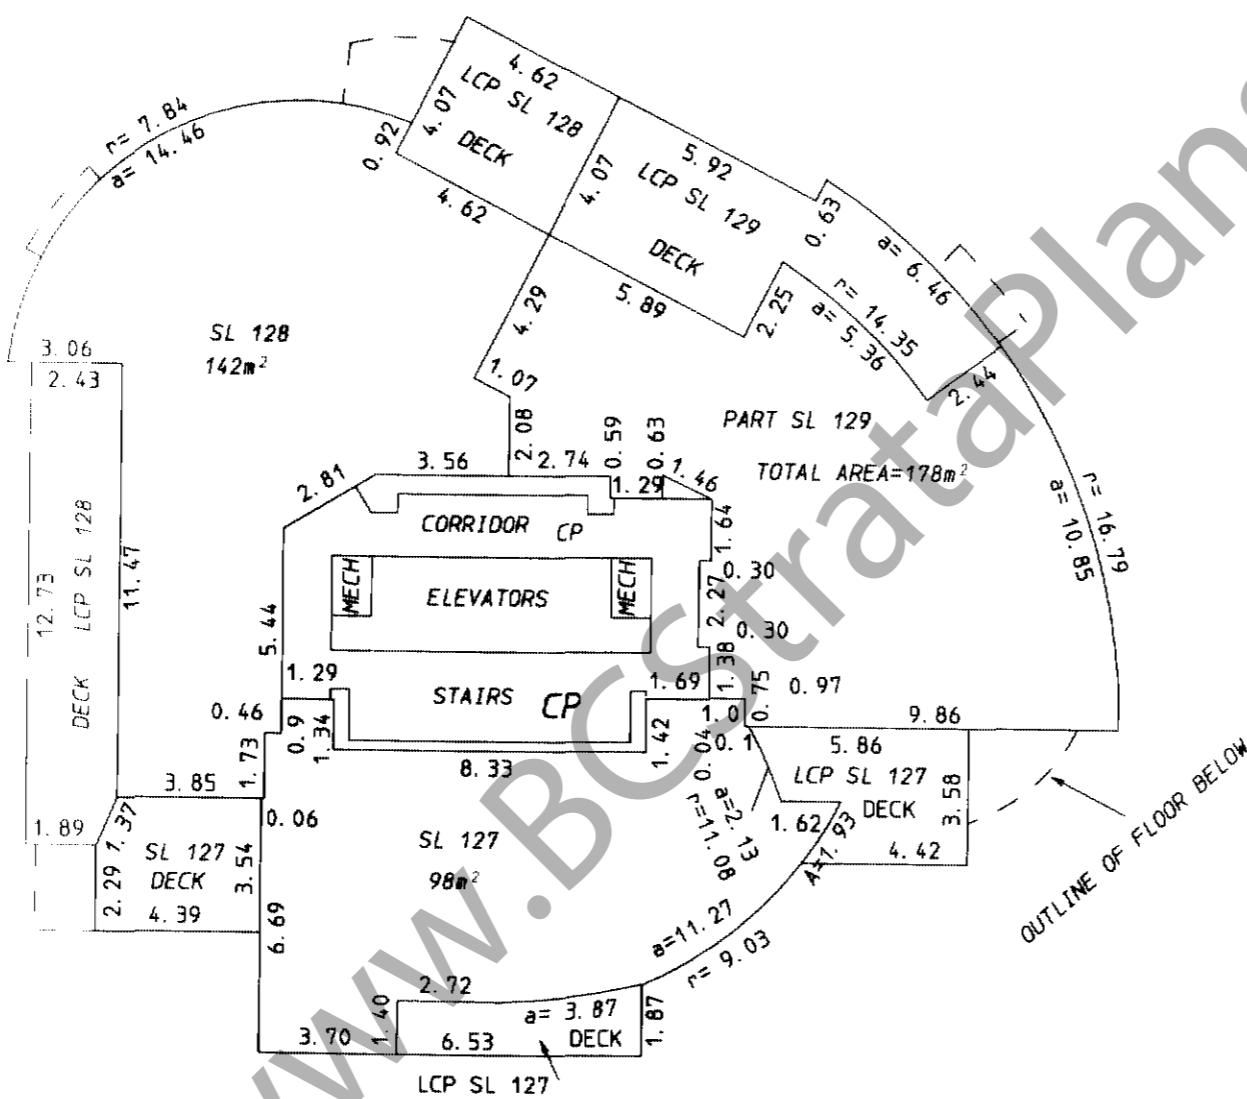 4.62
LCP SL 128
DECK
4.07
0.92
4.62
r= 7.84
a= 14.46
5.92
LCP SL 129
DECK
4.07
0.63
a= 6.46
r= 14.35
a= 5.36
2.25
5.89
4.29
2.44
SL 128
142m²
3.06
2.43
1.07
2.08
PART SL 129
TOTAL AREA=178m²
0.59
0.63
1.46
3.56
2.74
1.29
2.81
r= 16.79
a= 10.85
CORRIDOR CP
1.64
MECH
ELEVATORS
MECH
0.30
2.27
0.30
12.73
DECK LCP SL 128
11.47
5.44
1.29
STAIRS CP
1.69
1.38
0.75
0.97
0.46
0.9
1.34
1.42
1.0
0.1
0.04
9.86
1.73
8.33
5.86
LCP SL 127
DECK
3.58
3.85
0.06
a=2.13
r=11.08
1.62
A=1.93
4.42
OUTLINE OF FLOOR BELOW
1.89
1.37
SL 127
DECK
2.29
3.54
4.39
SL 127
98m²
6.69
a=11.27
r= 9.03
2.72
a= 3.87
DECK
1.40
1.87
3.70
6.53
LCP SL 127
www.BCStrataPlans